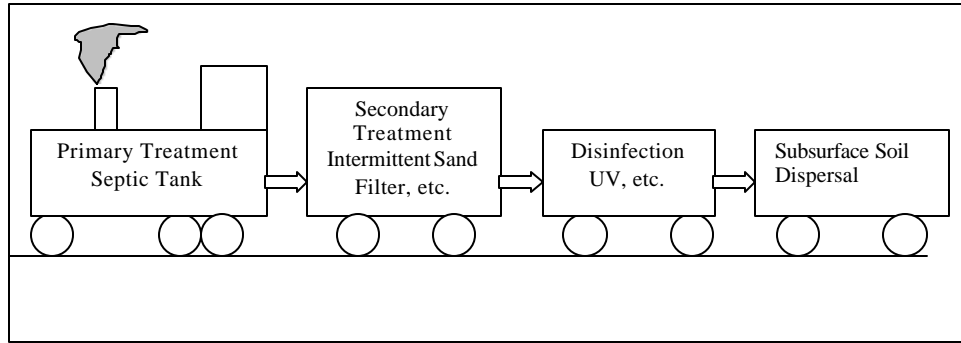 Primary Treatment
Septic Tank
Secondary
Treatment
Intermittent Sand
Filter, etc.
Disinfection
UV, etc.
Subsurface Soil
Dispersal